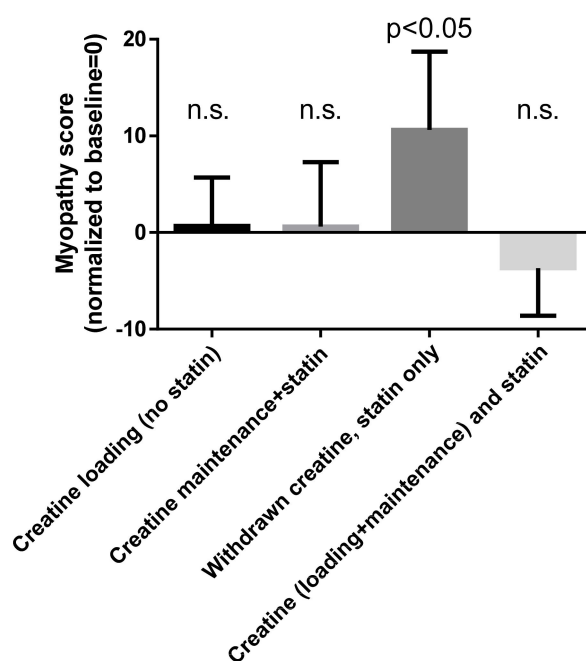 Myopathy score
(normalized to baseline=0)
20
10
0
-10
n.s.
n.s.
p<0.05
n.s.
Creatine loading (no statin)
Creatine maintenance+statin
Withdrawn creatine, statin only
Creatine (loading+maintenance) and statin